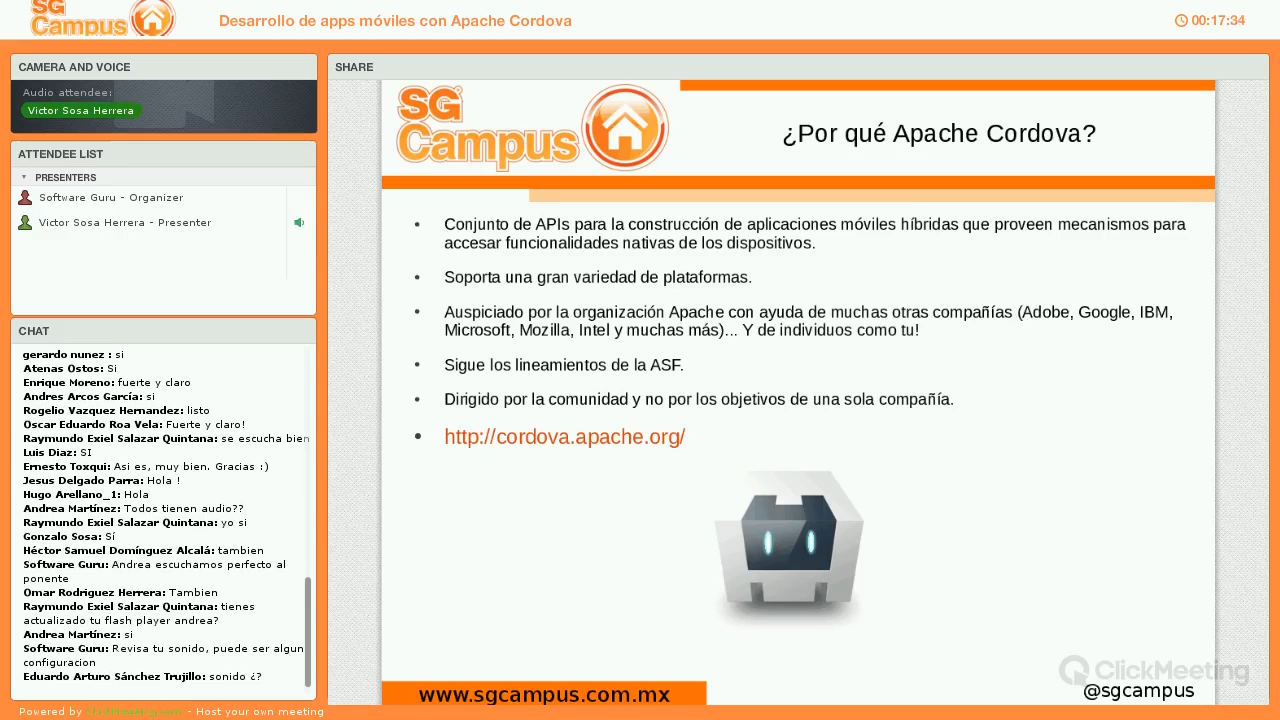 SG
Campus
Desarrollo de apps móviles con Apache Cordova
00:17:34
CAMERA AND VOICE
Audio attendee:
Victor Sosa Herrera
ATTENDEE LIST
PRESENTERS
Software Guru - Organizer
Victor Sosa Herrera - Presenter
CHAT
gerardo nunez : si
Atenas Ostos: Si
Enrique Moreno: fuerte y claro
Andres Arcos García: si
Rogelio Vazquez Hernandez: listo
Oscar Eduardo Roa Vela: Fuerte y claro!
Raymundo Exiel Salazar Quintana: se escucha bien
Luis Diaz: SI
Ernesto Toxqui: Asi es, muy bien. Gracias :)
Jesus Delgado Parra: Hola !
Hugo Arellano_1: Hola
Andrea Martínez: Todos tienen audio??
Raymundo Exiel Salazar Quintana: yo si
Gonzalo Sosa: Sí
Héctor Samuel Domínguez Alcalá: tambien
Software Guru: Andrea escuchamos perfecto al
ponente
Omar Rodriguez Herrera: Tambien
Raymundo Exiel Salazar Quintana: tienes
actualizado tu flash player andrea?
Andrea Martínez: si
Software Guru: Revisa tu sonido, puede ser algun
configuracion
Eduardo Arturo Sánchez Trujillo: sonido ¿?
Powered by ClickMeeting.com - Host your own meeting
SHARE
SG
Campus
¿Por qué Apache Cordova?
• Conjunto de APIs para la construcción de aplicaciones móviles híbridas que proveen mecanismos para
accesar funcionalidades nativas de los dispositivos.
• Soporta una gran variedad de plataformas.
• Auspiciado por la organización Apache con ayuda de muchas otras compañías (Adobe, Google, IBM,
Microsoft, Mozilla, Intel y muchas más)... Y de individuos como tu!
• Sigue los lineamientos de la ASF.
• Dirigido por la comunidad y no por los objetivos de una sola compañía.
• http://cordova.apache.org/
ClickMeeting
www.sgcampus.com.mx
@sgcampus